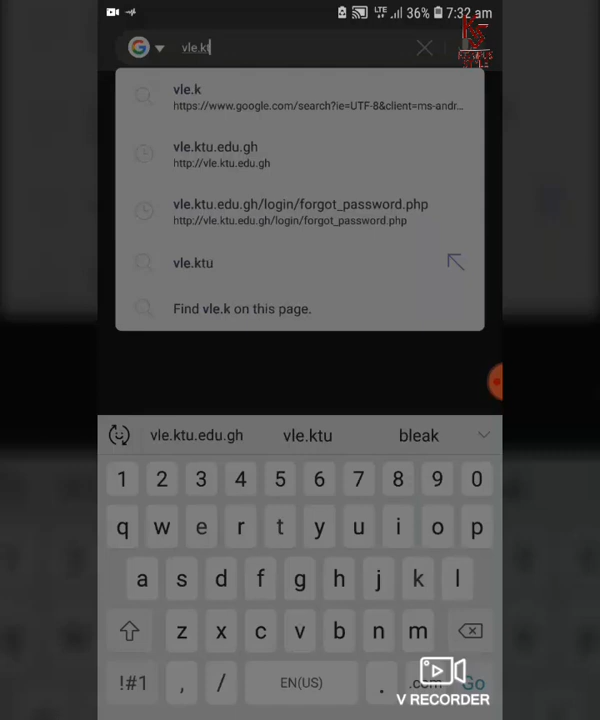 LTE 36% 7:32 am
vle.kt
vle.k
https://www.google.com/search?ie=UTF-8&client=ms-andr...
vle.ktu.edu.gh
http://vle.ktu.edu.gh
vle.ktu.edu.gh/login/forgot_password.php
http://vle.ktu.edu.gh/login/forgot_password.php
vle.ktu
Find vle.k on this page.
vle.ktu.edu.gh vle.ktu bleak
1 2 3 4 5 6 7 8 9 0
q w e r t y u i o p
a s d f g h j k l
z x c v b n m
!#1 , / EN(US) . .com Go
V RECORDER